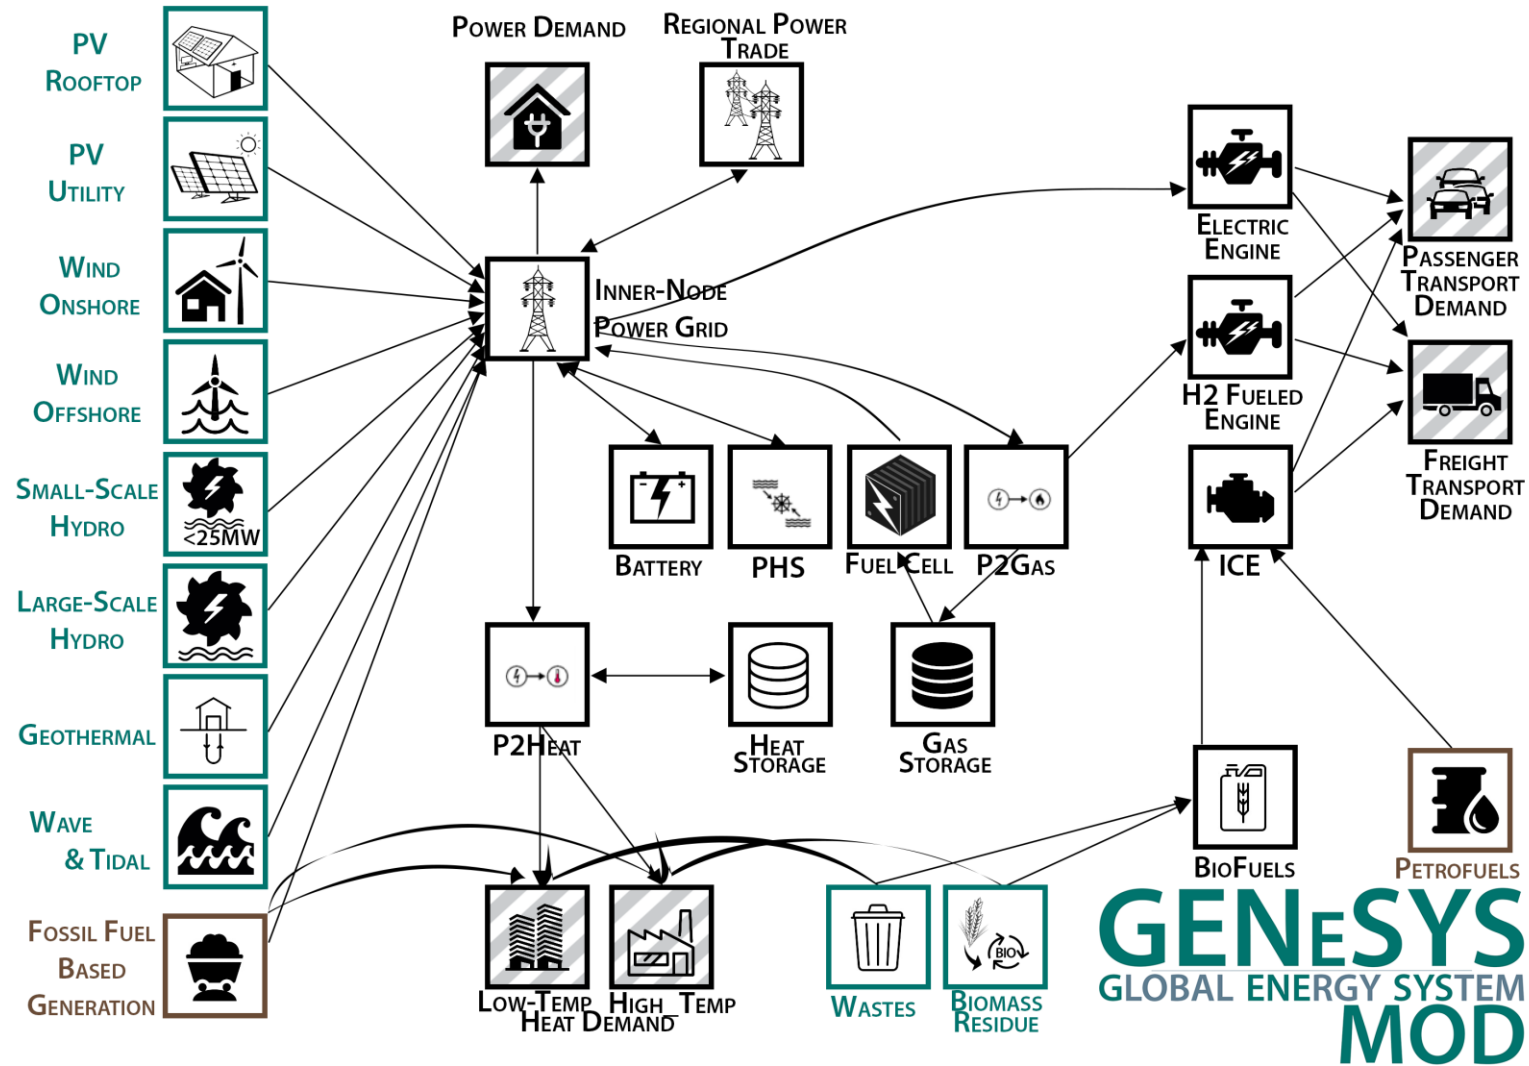 PV
Rooftop
PV
Utility
Wind
Onshore
Wind
Offshore
Small-Scale
Hydro
<25MW
Large-Scale
Hydro
Geothermal
Wave
& Tidal
Fossil Fuel
Based
Generation
Power Demand
Regional Power
Trade
Inner-Node
Power Grid
Battery
PHS
Fuel Cell
P2Gas
P2Heat
Heat
Storage
Gas
Storage
Low-Temp High_Temp
Heat Demand
Wastes
BIO
Biomass
Residue
Electric
Engine
H2 Fueled
Engine
ICE
BioFuels
Petrofuels
Passenger
Transport
Demand
Freight
Transport
Demand
GENeSYS
GLOBAL ENERGY SYSTEM
MOD